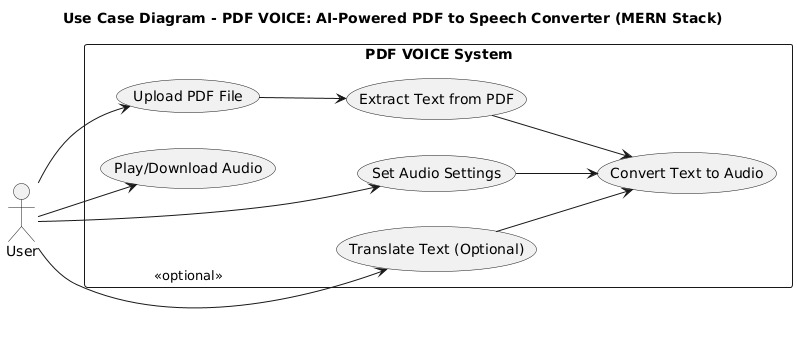 Use Case Diagram - PDF VOICE: AI-Powered PDF to Speech Converter (MERN Stack)
PDF VOICE System
Upload PDF File
Extract Text from PDF
Play/Download Audio
Set Audio Settings
Convert Text to Audio
User
Translate Text (Optional)
«optional»